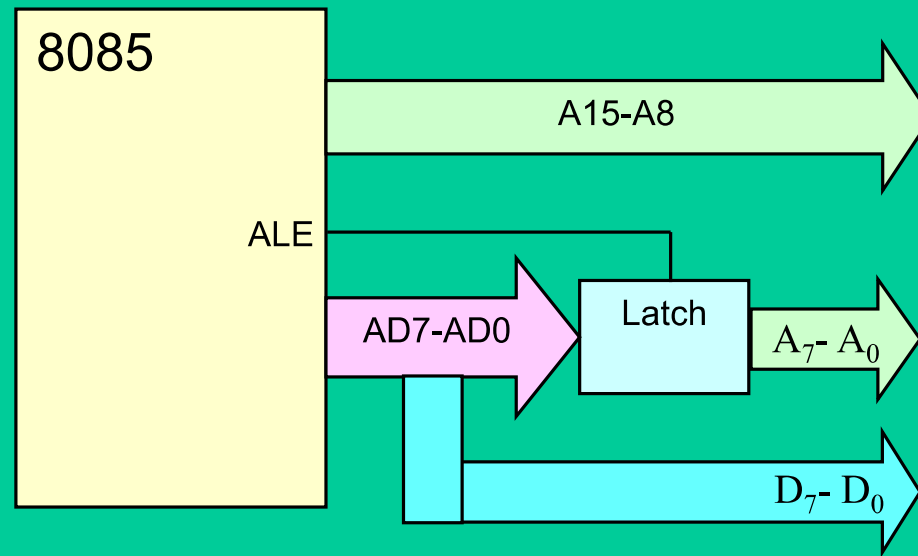 8085
A15-A8
ALE
AD7-AD0
Latch
A₇- A₀
D₇- D₀